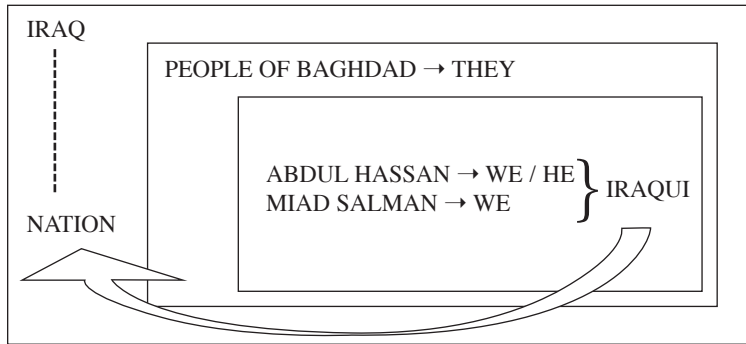 IRAQ
PEOPLE OF BAGHDAD → THEY
ABDUL HASSAN → WE / HE
MIAD SALMAN → WE
IRAQUI
NATION